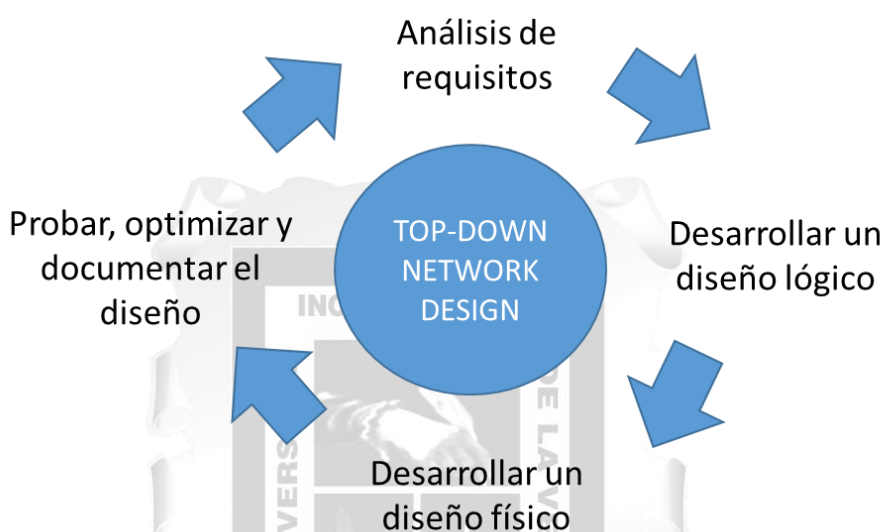 Análisis de
requisitos
Desarrollar un
diseño lógico
Desarrollar un
diseño físico
Probar, optimizar y
documentar el
diseño
TOP-DOWN
NETWORK
DESIGN